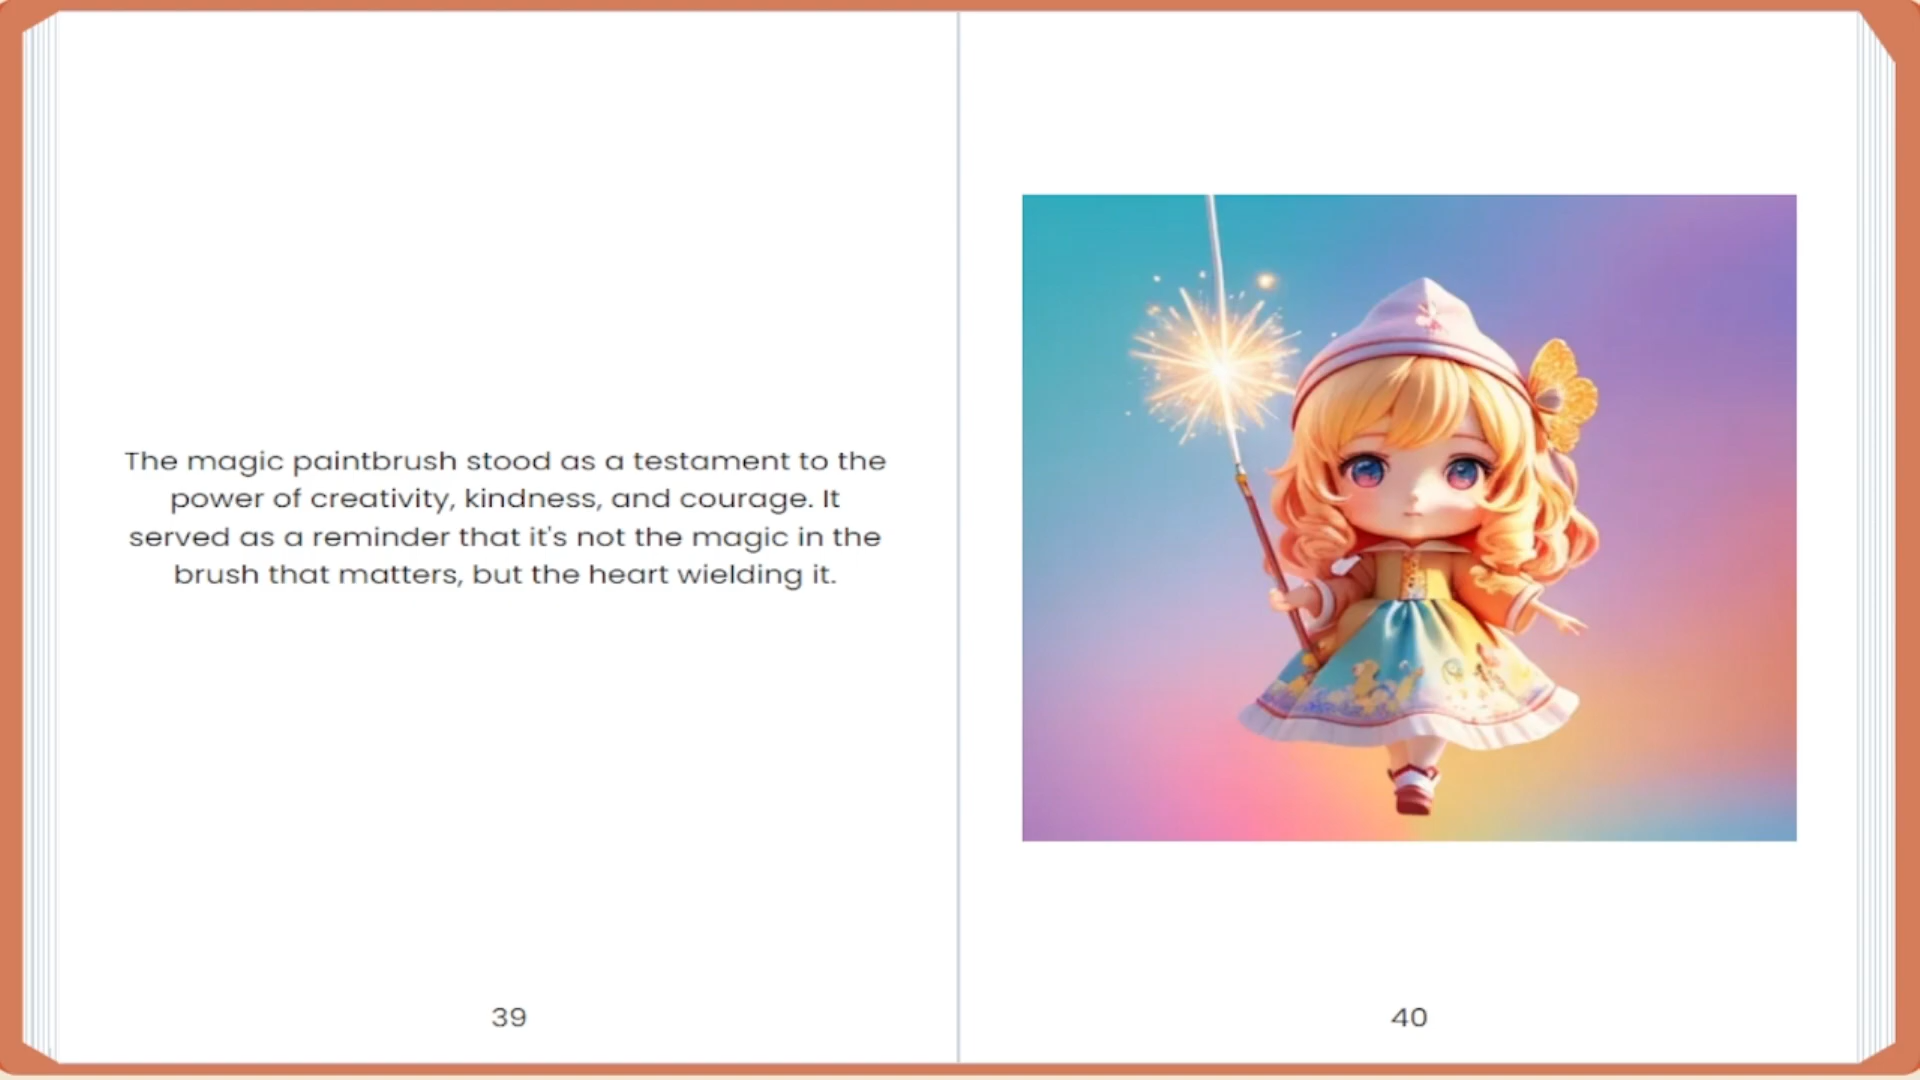 The magic paintbrush stood as a testament to the
power of creativity, kindness, and courage. It
served as a reminder that it's not the magic in the
brush that matters, but the heart wielding it.
39
40